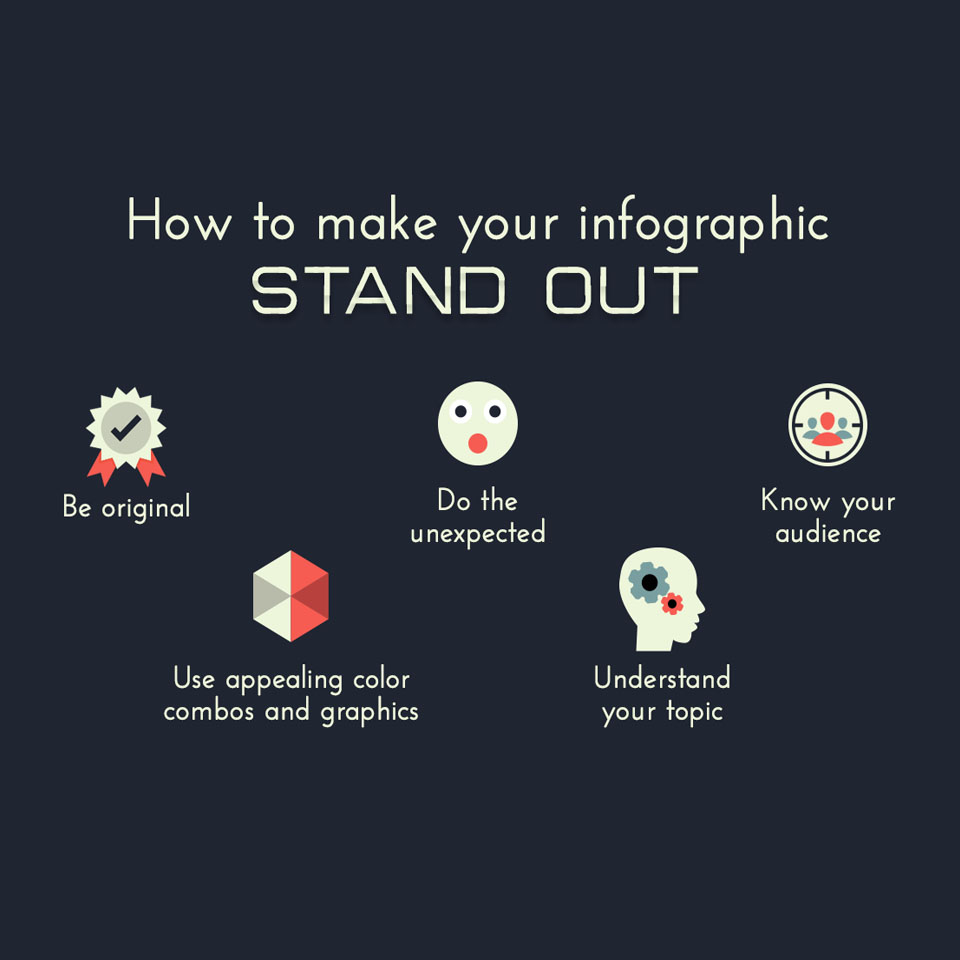 How to make your infographic
STAND OUT
Be original
Do the
unexpected
Know your
audience
Use appealing color
combos and graphics
Understand
your topic